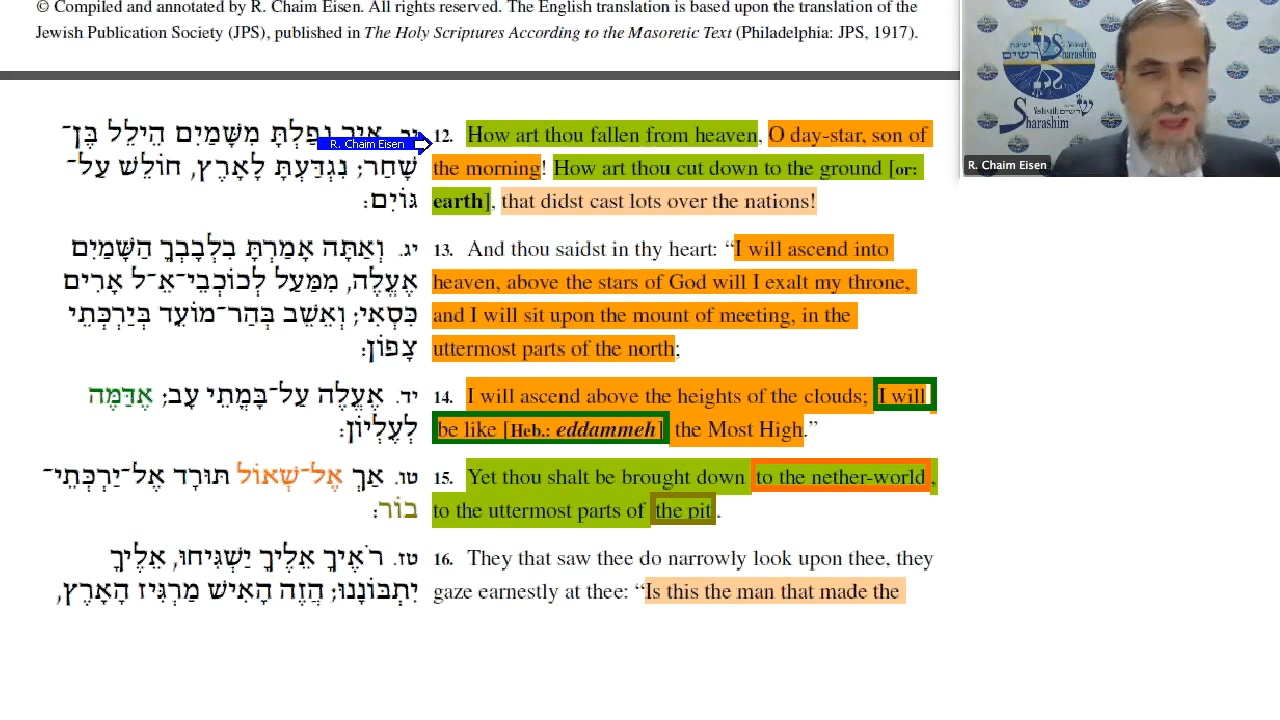 © Compiled and annotated by R. Chaim Eisen. All rights reserved. The English translation is based upon the translation of the
Jewish Publication Society (JPS), published in The Holy Scriptures According to the Masoretic Text (Philadelphia: JPS, 1917).
Sharashim
Yeshivath שרשים
Sharashim
R. Chaim Eisen
R. Chaim Eisen
נָפַלְתָּ מִשָּׁמַיִם הֵילֵל בֶּן־
שָׁחַר; נִגְדַּעְתָּ לָאָרֶץ, חוֹלֵשׁ עַל־
גּוֹיִם:
12. How art thou fallen from heaven, O day-star, son of
the morning! How art thou cut down to the ground [or:
earth], that didst cast lots over the nations!
יג. וְאַתָּה אָמַרְתָּ בִלְבָבְךָ הַשָּׁמַיִם
אֶעֱלֶה, מִמַּעַל לְכוֹכְבֵי־אֵ־ל אָרִים
כִּסְאִי; וְאֵשֵׁב בְּהַר־מוֹעֵד בְּיַרְכְּתֵי
צָפוֹן:
13. And thou saidst in thy heart: “I will ascend into
heaven, above the stars of God will I exalt my throne,
and I will sit upon the mount of meeting, in the
uttermost parts of the north;
יד. אֶעֱלֶה עַל־בָּמֳתֵי עָב; אֶדַּמֶּה
לְעֶלְיוֹן:
14. I will ascend above the heights of the clouds; I will
be like [Heb.: eddammeh] the Most High.”
טו. אַךְ אֶל־שְׁאוֹל תּוּרָד אֶל־יַרְכְּתֵי־
בוֹר:
15. Yet thou shalt be brought down to the nether-world,
to the uttermost parts of the pit.
טז. רֹאֶיךָ אֵלֶיךָ יַשְׁגִּיחוּ, אֵלֶיךָ
יִתְבּוֹנָנוּ; הֲזֶה הָאִישׁ מַרְגִּיז הָאָרֶץ,
16. They that saw thee do narrowly look upon thee, they
gaze earnestly at thee: “Is this the man that made the